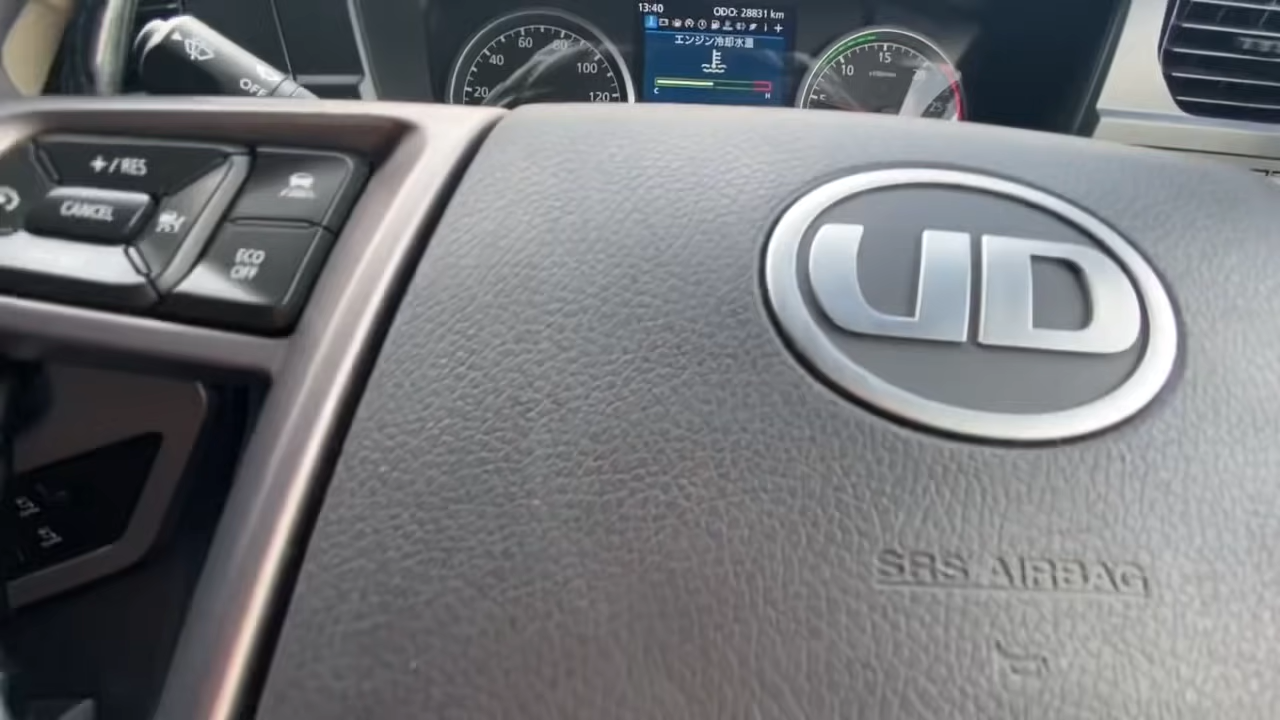 13:40 ODO: 28831 km
エンジン冷却水温
C H
20 40 60 80 100 120
5 10 15 25
OFF
+/RES
CANCEL
ECO
OFF
UD
SRS AIRBAG